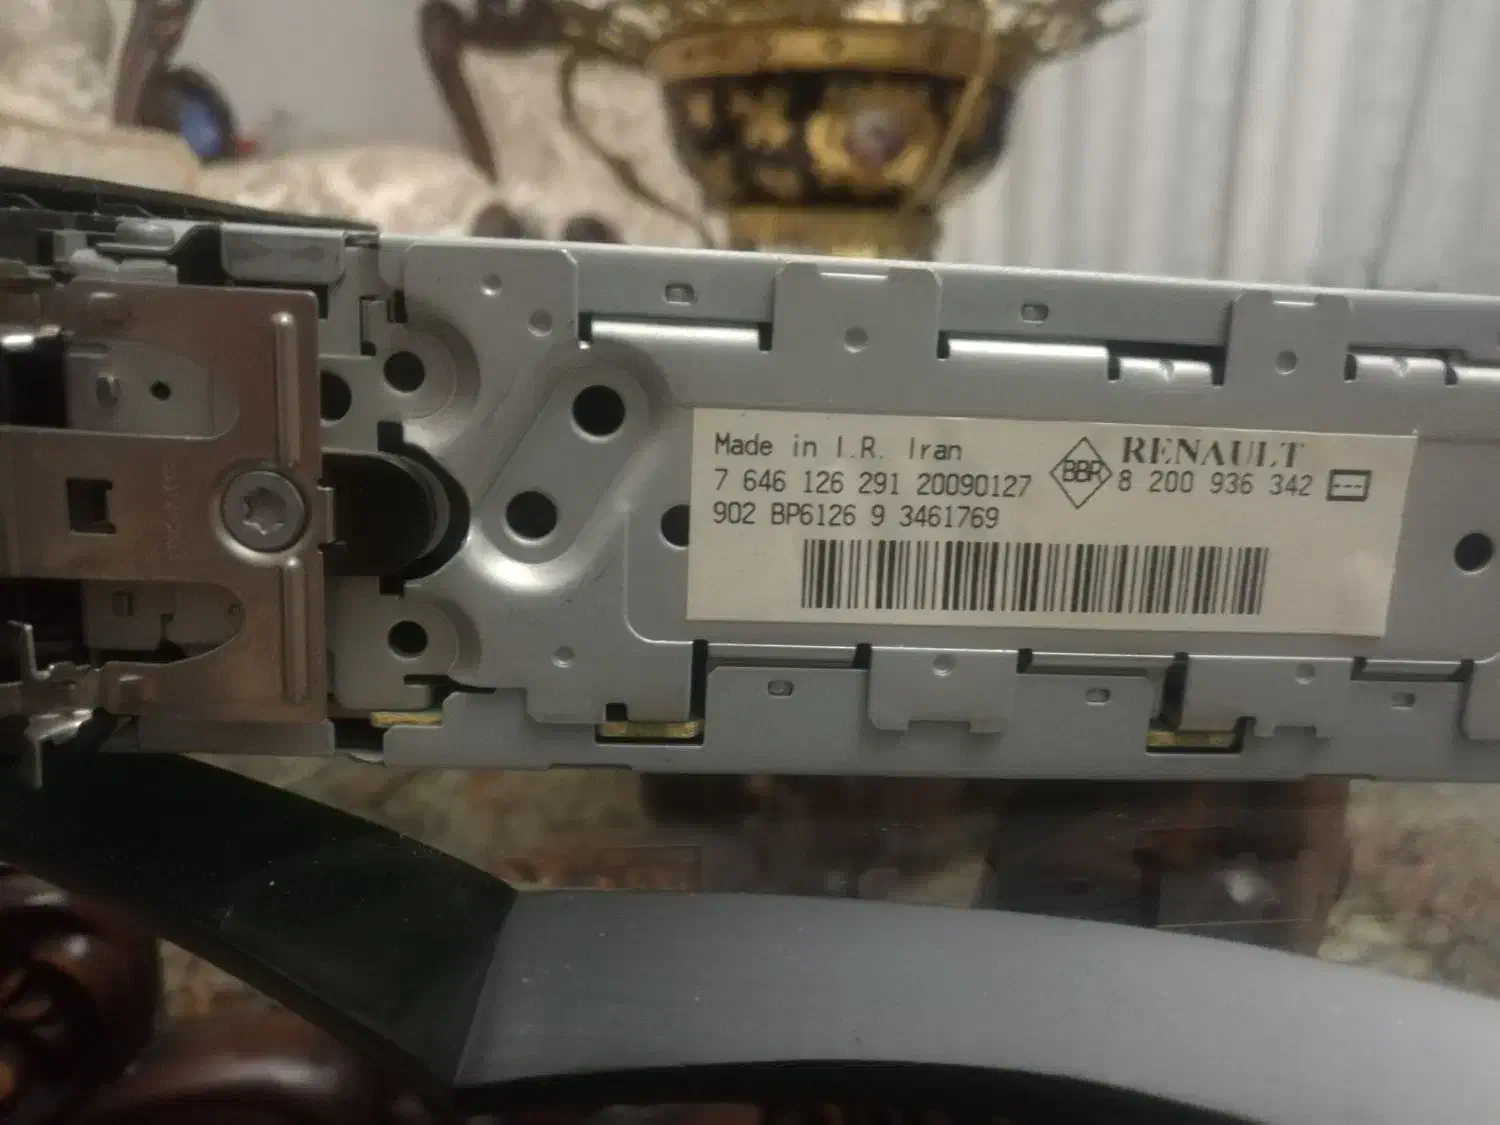 Made in I.R. Iran
RENAULT
7 646 126 291 20090127
BBR
8 200 936 342
902 BP6126 9 3461769